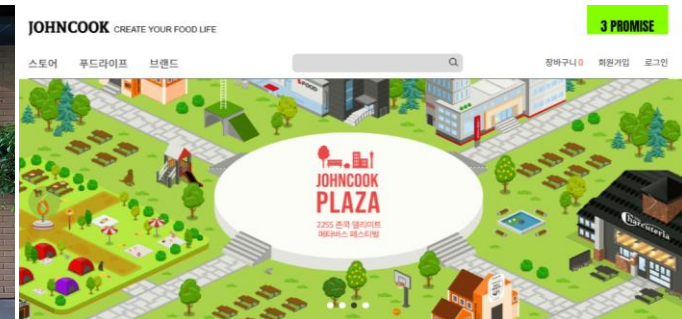 JOHNCOOK CREATE YOUR FOOD LIFE
3 PROMISE
스토어 푸드라이프 브랜드
장바구니 0 회원가입 로그인
FOOD
JOHNCOOK
PLAZA
2255 존쿡 델리미트
메타버스 페스티벌
Charcuteria